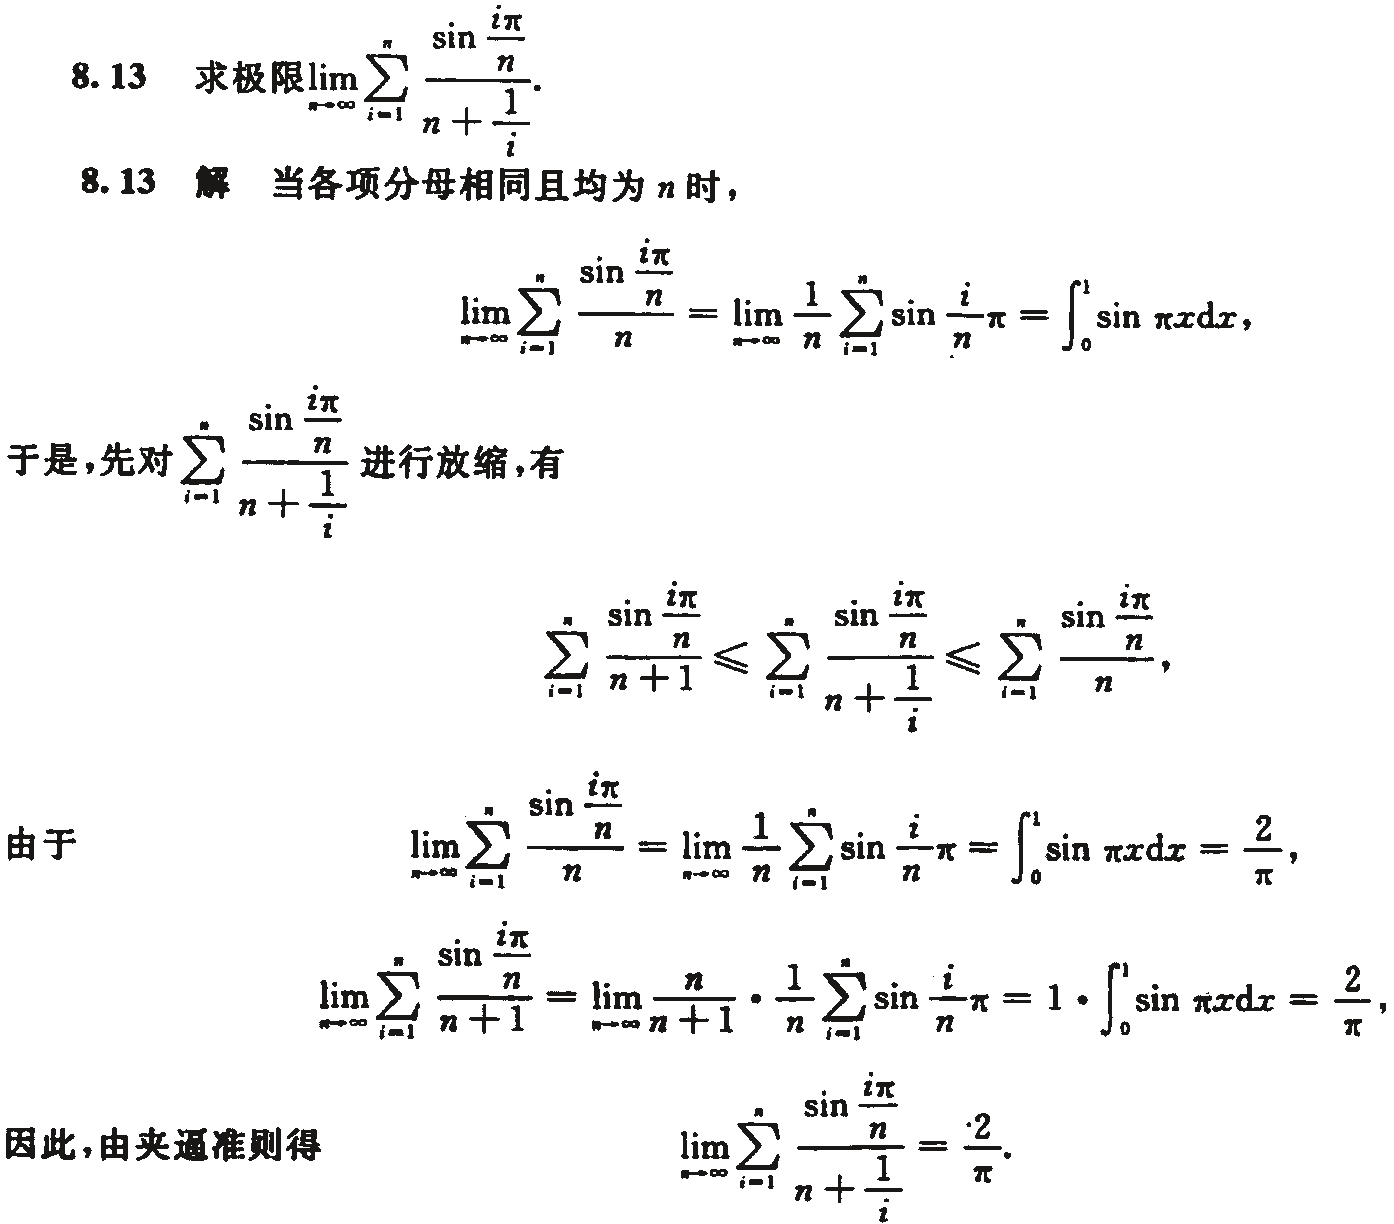 8.13 求极限$\lim_{n\to\infty}\sum_{i=1}^{n}\frac{\sin\frac{i\pi}{n}}{n+\frac{1}{i}}$.
8.13 解 当各项分母相同且均为 n 时,
$\lim_{n\to\infty}\sum_{i=1}^{n}\frac{\sin\frac{i\pi}{n}}{n}=\lim_{n\to\infty}\frac{1}{n}\sum_{i=1}^{n}\sin\frac{i}{n}\pi=\int_{0}^{1}\sin\pi x\mathrm{d}x$,
于是,先对$\sum_{i=1}^{n}\frac{\sin\frac{i\pi}{n}}{n+\frac{1}{i}}$进行放缩,有
$\sum_{i=1}^{n}\frac{\sin\frac{i\pi}{n}}{n+1}\leqslant\sum_{i=1}^{n}\frac{\sin\frac{i\pi}{n}}{n+\frac{1}{i}}\leqslant\sum_{i=1}^{n}\frac{\sin\frac{i\pi}{n}}{n}$,
由于 $\lim_{n\to\infty}\sum_{i=1}^{n}\frac{\sin\frac{i\pi}{n}}{n}=\lim_{n\to\infty}\frac{1}{n}\sum_{i=1}^{n}\sin\frac{i}{n}\pi=\int_{0}^{1}\sin\pi x\mathrm{d}x=\frac{2}{\pi}$,
$\lim_{n\to\infty}\sum_{i=1}^{n}\frac{\sin\frac{i\pi}{n}}{n+1}=\lim_{n\to\infty}\frac{n}{n+1}\cdot\frac{1}{n}\sum_{i=1}^{n}\sin\frac{i}{n}\pi=1\cdot\int_{0}^{1}\sin\pi x\mathrm{d}x=\frac{2}{\pi}$,
因此,由夹逼准则得 $\lim_{n\to\infty}\sum_{i=1}^{n}\frac{\sin\frac{i\pi}{n}}{n+\frac{1}{i}}=\frac{2}{\pi}$.